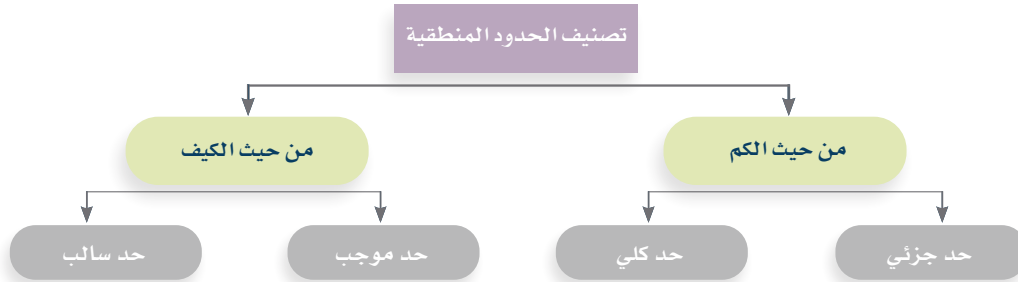 تصنيف الحدود المنطقية
من حيث الكم
من حيث الكيف
حد جزئي
حد كلي
حد موجب
حد سالب